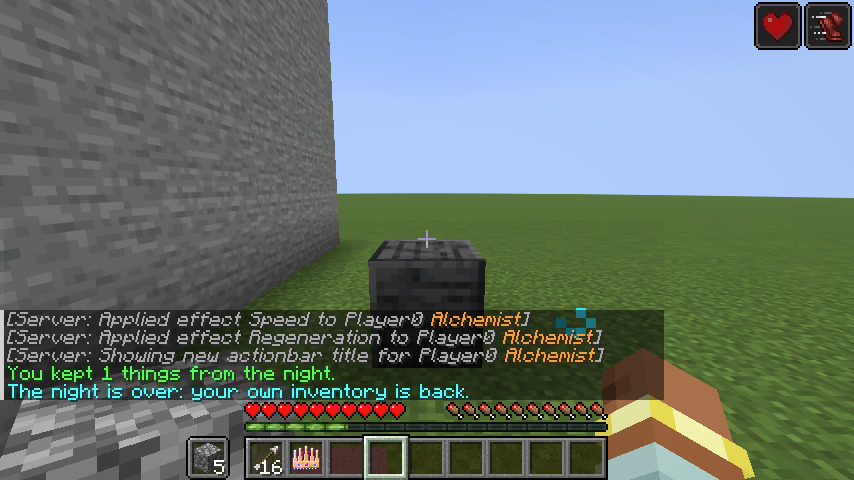 [Server: Applied effect Speed to Player0 Alchemist]
[Server: Applied effect Regeneration to Player0 Alchemist]
[Server: Showing new actionbar title for Player0 Alchemist]
You kept 1 things from the night.
The night is over: your own inventory is back.
5
+16